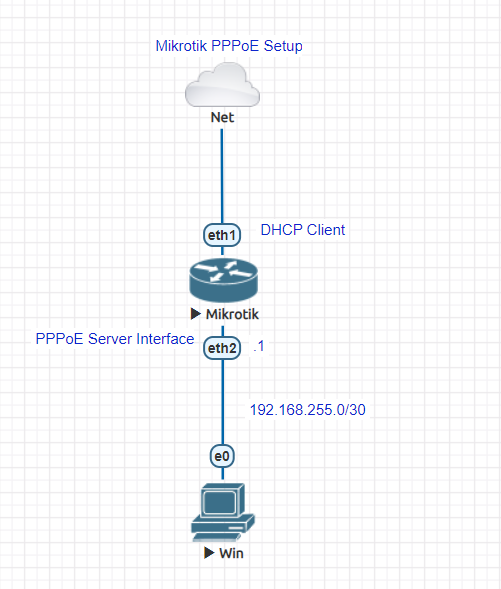 Mikrotik PPPoE Setup
Net
eth1
DHCP Client
Mikrotik
PPPoE Server Interface
eth2
.1
192.168.255.0/30
e0
Win